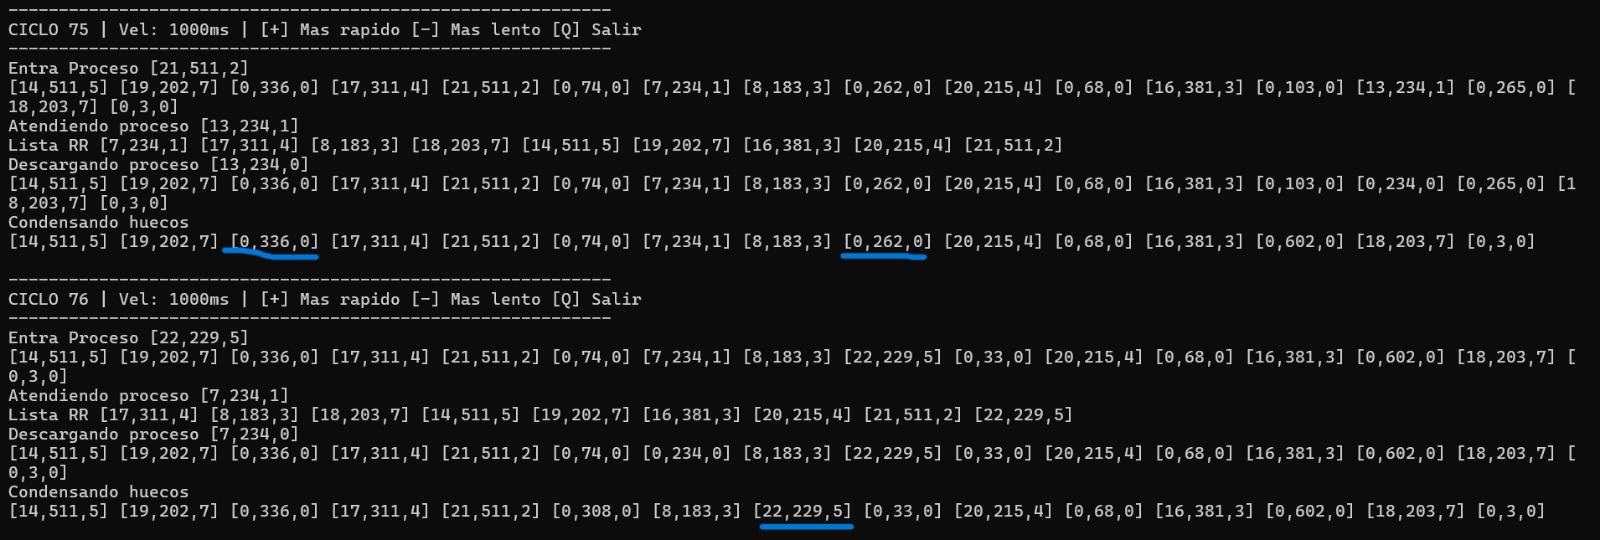 ------------------------------------------------------------
CICLO 75 | Vel: 1000ms | [+] Mas rapido [-] Mas lento [Q] Salir
------------------------------------------------------------
Entra Proceso [21,511,2]
[14,511,5] [19,202,7] [0,336,0] [17,311,4] [21,511,2] [0,74,0] [7,234,1] [8,183,3] [0,262,0] [20,215,4] [0,68,0] [16,381,3] [0,103,0] [13,234,1] [0,265,0] [
18,203,7] [0,3,0]
Atendiendo proceso [13,234,1]
Lista RR [7,234,1] [17,311,4] [8,183,3] [18,203,7] [14,511,5] [19,202,7] [16,381,3] [20,215,4] [21,511,2]
Descargando proceso [13,234,0]
[14,511,5] [19,202,7] [0,336,0] [17,311,4] [21,511,2] [0,74,0] [7,234,1] [8,183,3] [0,262,0] [20,215,4] [0,68,0] [16,381,3] [0,103,0] [0,234,0] [0,265,0] [1
8,203,7] [0,3,0]
Condensando huecos
[14,511,5] [19,202,7] [0,336,0] [17,311,4] [21,511,2] [0,74,0] [7,234,1] [8,183,3] [0,262,0] [20,215,4] [0,68,0] [16,381,3] [0,602,0] [18,203,7] [0,3,0]
------------------------------------------------------------
CICLO 76 | Vel: 1000ms | [+] Mas rapido [-] Mas lento [Q] Salir
------------------------------------------------------------
Entra Proceso [22,229,5]
[14,511,5] [19,202,7] [0,336,0] [17,311,4] [21,511,2] [0,74,0] [7,234,1] [8,183,3] [22,229,5] [0,33,0] [20,215,4] [0,68,0] [16,381,3] [0,602,0] [18,203,7] [
0,3,0]
Atendiendo proceso [7,234,1]
Lista RR [17,311,4] [8,183,3] [18,203,7] [14,511,5] [19,202,7] [16,381,3] [20,215,4] [21,511,2] [22,229,5]
Descargando proceso [7,234,0]
[14,511,5] [19,202,7] [0,336,0] [17,311,4] [21,511,2] [0,74,0] [0,234,0] [8,183,3] [22,229,5] [0,33,0] [20,215,4] [0,68,0] [16,381,3] [0,602,0] [18,203,7] [
0,3,0]
Condensando huecos
[14,511,5] [19,202,7] [0,336,0] [17,311,4] [21,511,2] [0,308,0] [8,183,3] [22,229,5] [0,33,0] [20,215,4] [0,68,0] [16,381,3] [0,602,0] [18,203,7] [0,3,0]